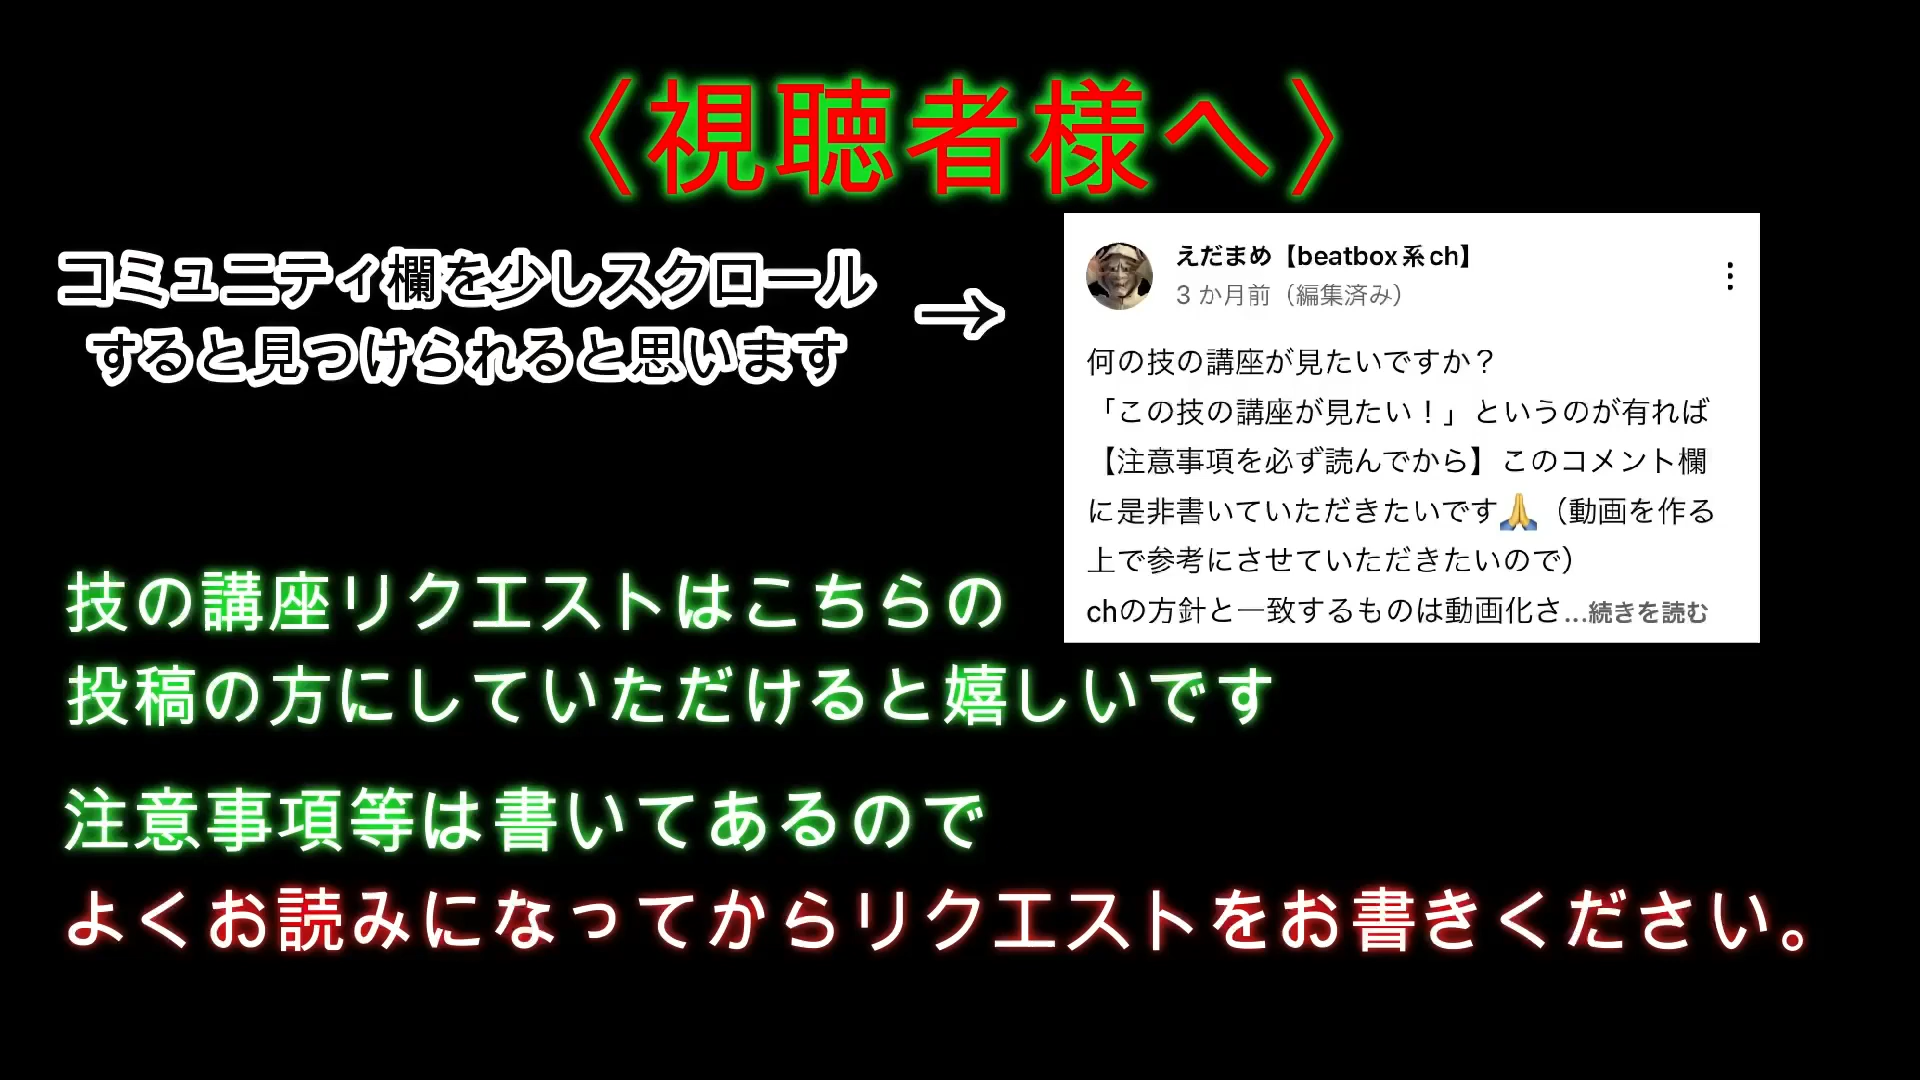 〈視聴者様へ〉
コミュニティ欄を少しスクロール
すると見つけられると思います
→
えだまめ【beatbox系ch】
3 か月前（編集済み）
何の技の講座が見たいですか？
「この技の講座が見たい！」というのが有れば
【注意事項を必ず読んでから】このコメント欄
に是非書いていただきたいです🙏（動画を作る
上で参考にさせていただきたいので）
chの方針と一致するものは動画化さ...続きを読む
技の講座リクエストはこちらの
投稿の方にしていただけると嬉しいです
注意事項等は書いてあるので
よくお読みになってからリクエストをお書きください。